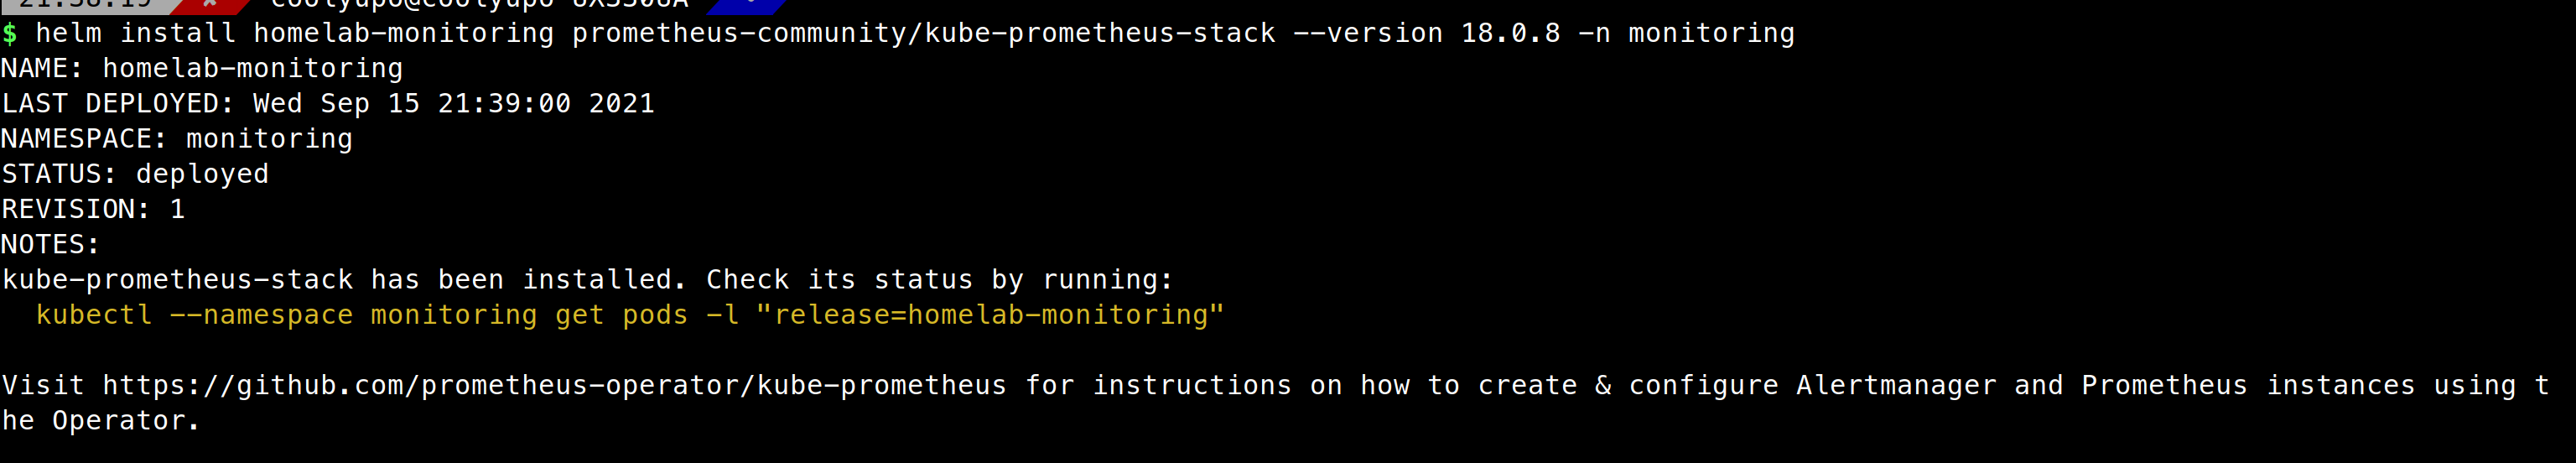 $ helm install homelab-monitoring prometheus-community/kube-prometheus-stack --version 18.0.8 -n monitoring
NAME: homelab-monitoring
LAST DEPLOYED: Wed Sep 15 21:39:00 2021
NAMESPACE: monitoring
STATUS: deployed
REVISION: 1
NOTES:
kube-prometheus-stack has been installed. Check its status by running:
  kubectl --namespace monitoring get pods -l "release=homelab-monitoring"
Visit https://github.com/prometheus-operator/kube-prometheus for instructions on how to create & configure Alertmanager and Prometheus instances using t
he Operator.